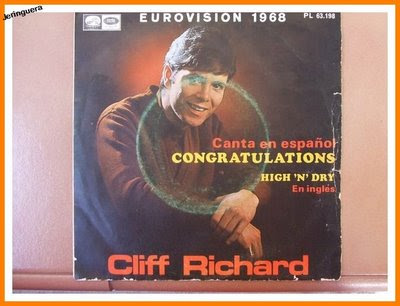 Jeringuera
EUROVISION 1968
PL 63.198
Canta en español
CONGRATULATIONS
HIGH 'N' DRY
En inglés
Cliff Richard